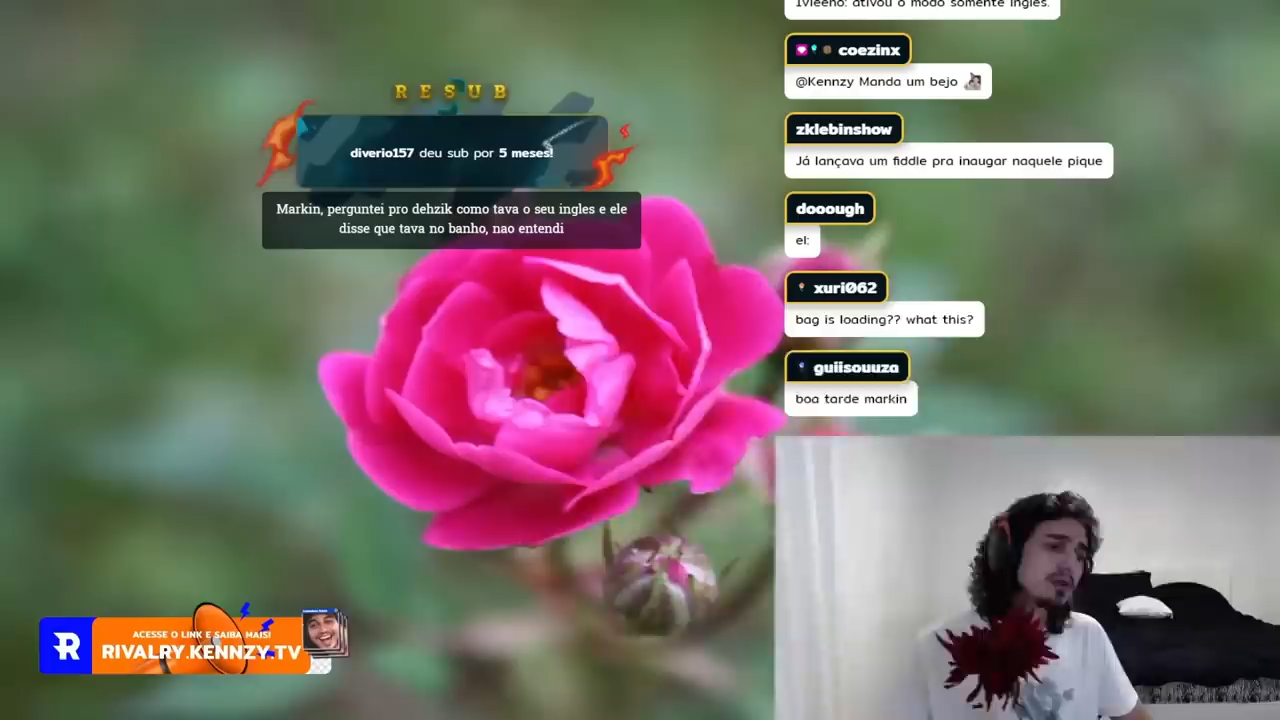 RESUB
diverio157 deu sub por 5 meses!
Markin, perguntei pro dehzik como tava o seu ingles e ele
disse que tava no banho, nao entendi
ativou o modo somente ingles.
coezinx
@Kennzy Manda um bejo
zklebinshow
Já lançava um fiddle pra inaugar naquele pique
dooough
el:
xuri062
bag is loading?? what this?
guiisouuza
boa tarde markin
ACESSE O LINK E SAIBA MAIS!
RIVALRY.KENNZY.TV